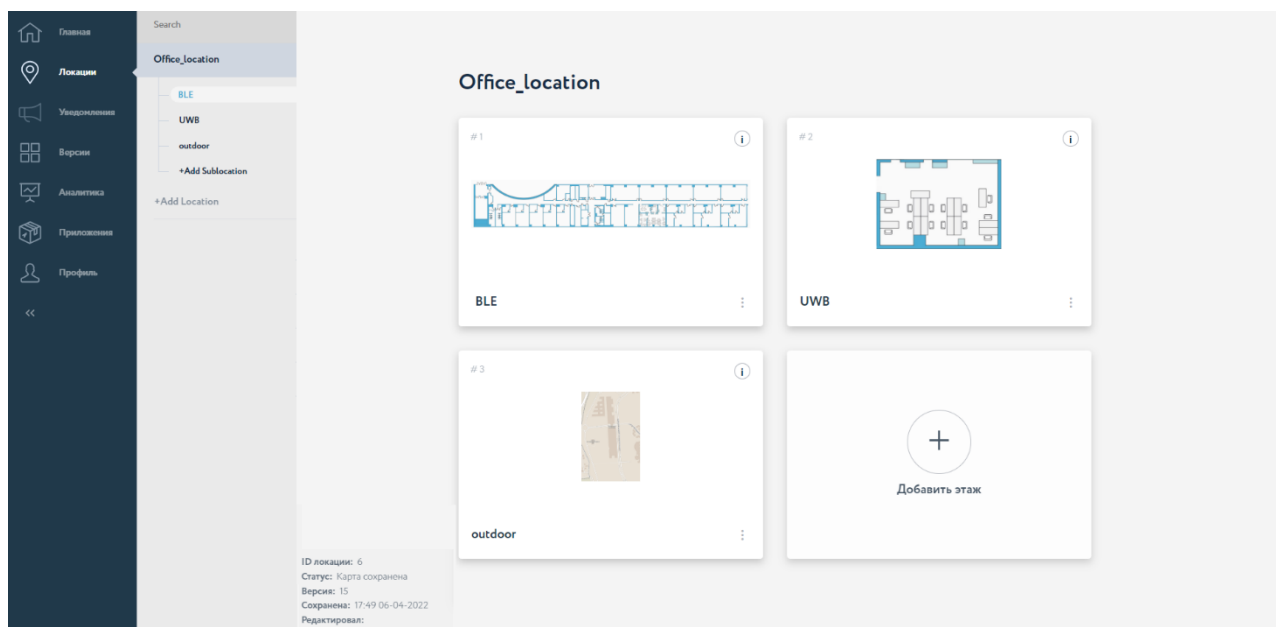 Главная
Локации
Уведомления
Версии
Аналитика
Приложения
Профиль
<<
Search
Office_location
BLE
UWB
outdoor
+Add Sublocation
+Add Location
Office_location
#1
i
BLE
#2
i
UWB
#3
i
outdoor
+
Добавить этаж
ID локации: 6
Статус: Карта сохранена
Версия: 15
Сохранена: 17:49 06-04-2022
Редактировал: